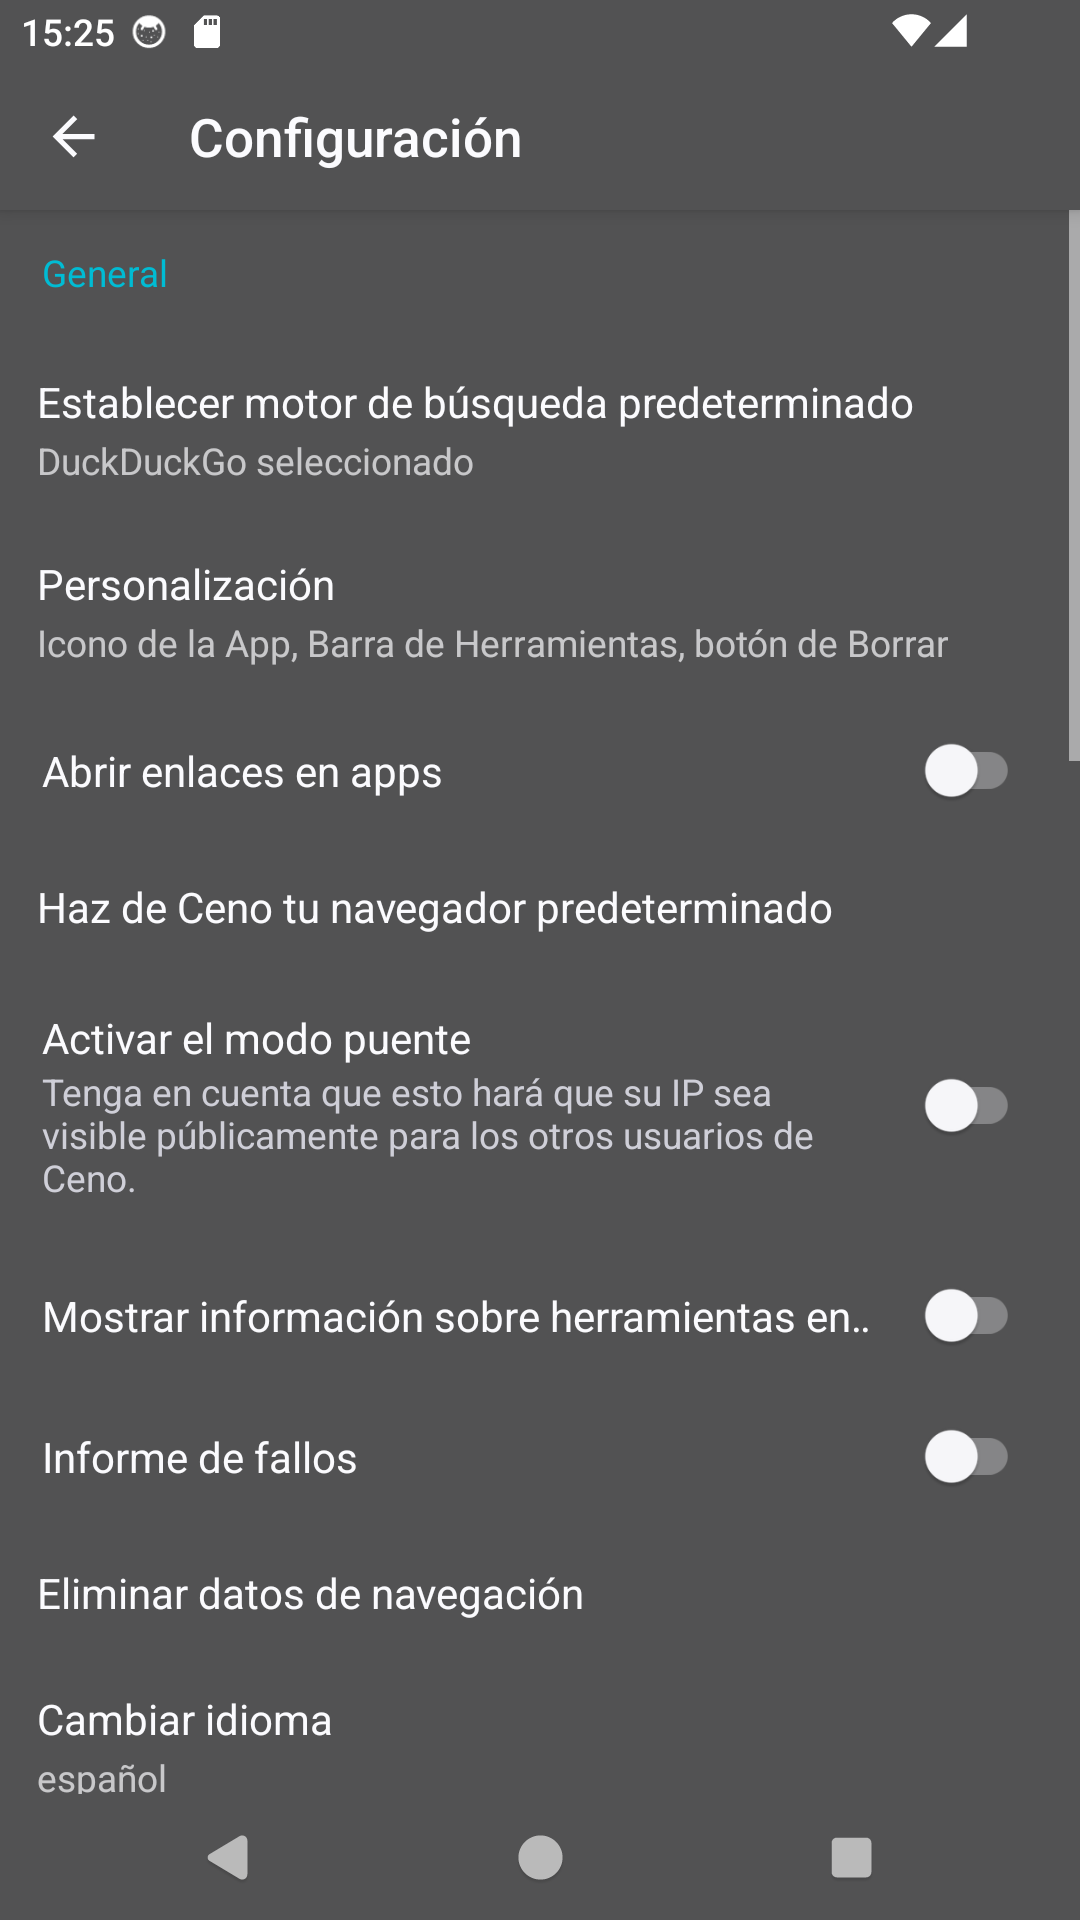 15:25
Configuración
General
Establecer motor de búsqueda predeterminado
DuckDuckGo seleccionado
Personalización
Icono de la App, Barra de Herramientas, botón de Borrar
Abrir enlaces en apps
Haz de Ceno tu navegador predeterminado
Activar el modo puente
Tenga en cuenta que esto hará que su IP sea
visible públicamente para los otros usuarios de
Ceno.
Mostrar información sobre herramientas en..
Informe de fallos
Eliminar datos de navegación
Cambiar idioma
español